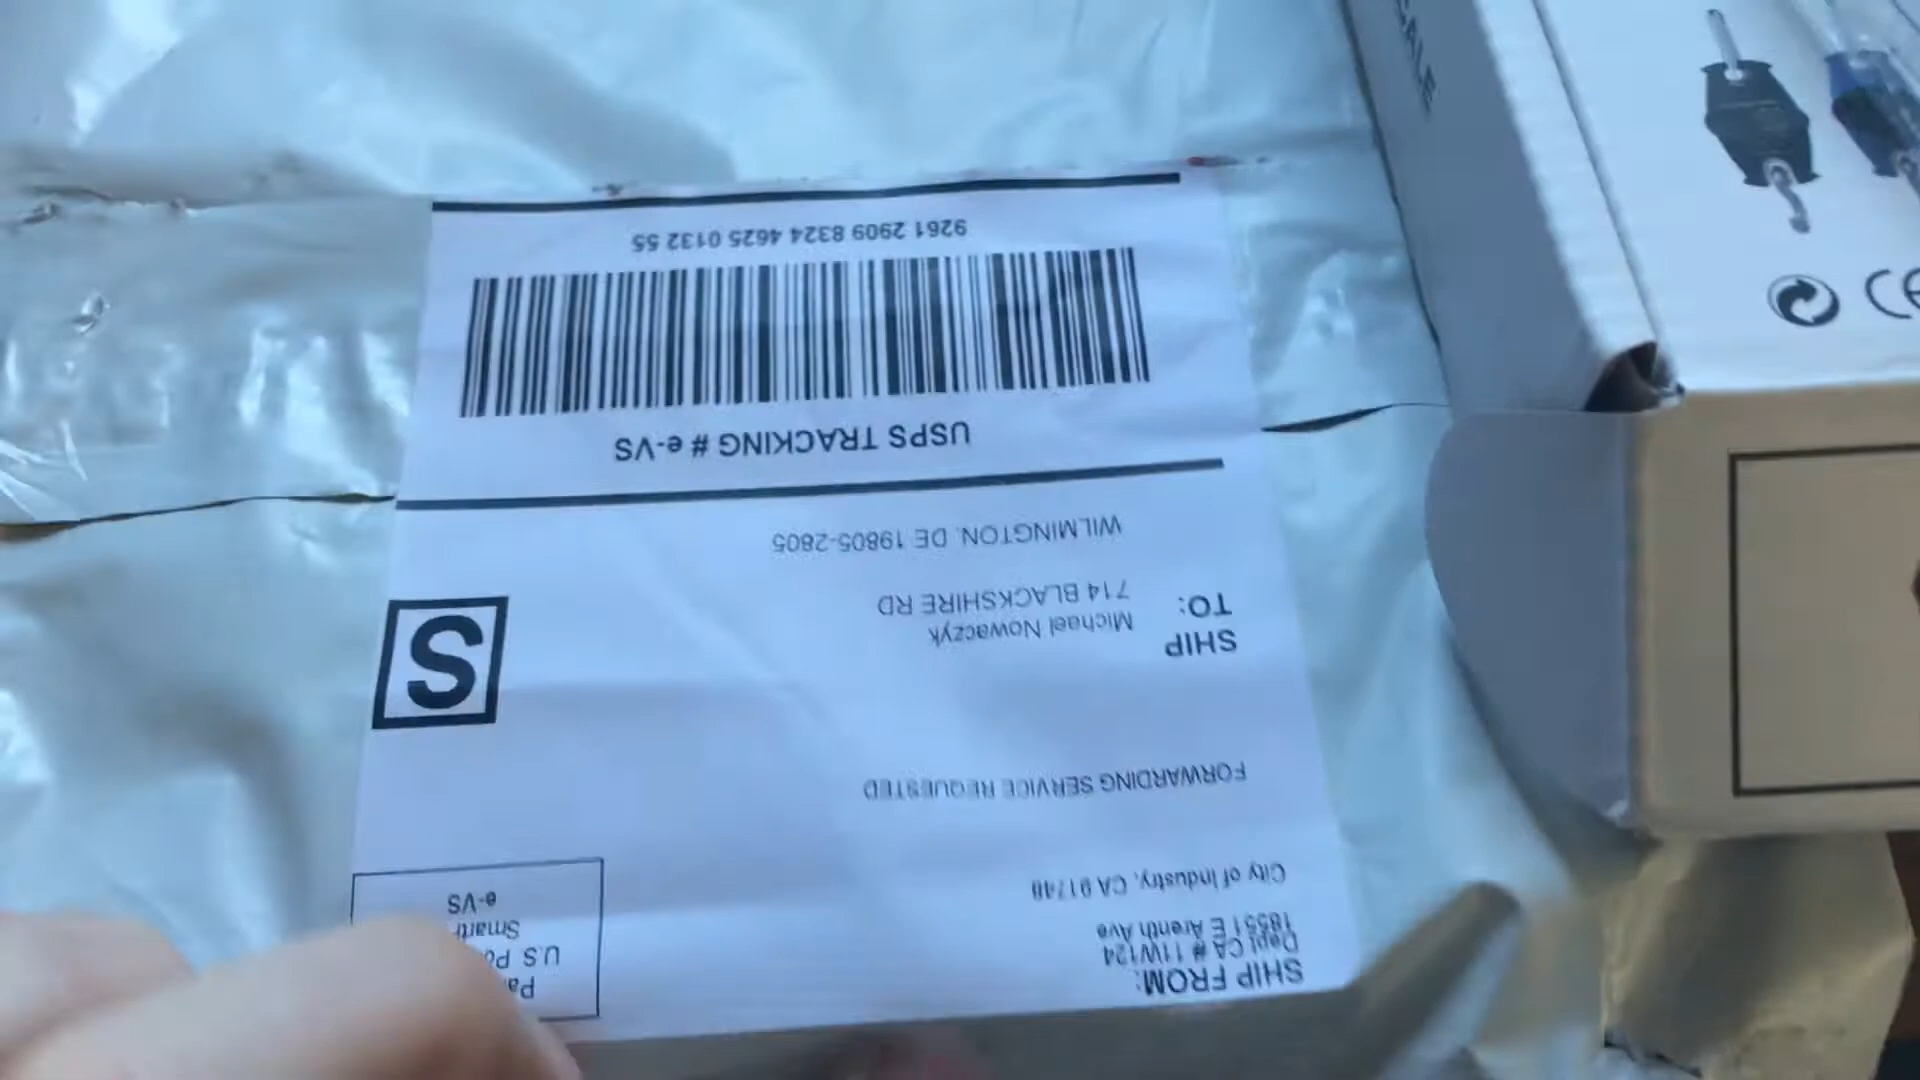 SHIP FROM:
Dept CA # 11W124
18551 E Arenth Ave
City of Industry, CA 91748
U.S
e-VS
FORWARDING SERVICE REQUESTED
SHIP
TO:
Michael Nowaczyk
714 BLACKSHIRE RD
WILMINGTON, DE 19805-2805
S
USPS TRACKING # e-VS
9261 2909 8324 4625 0132 55
CE